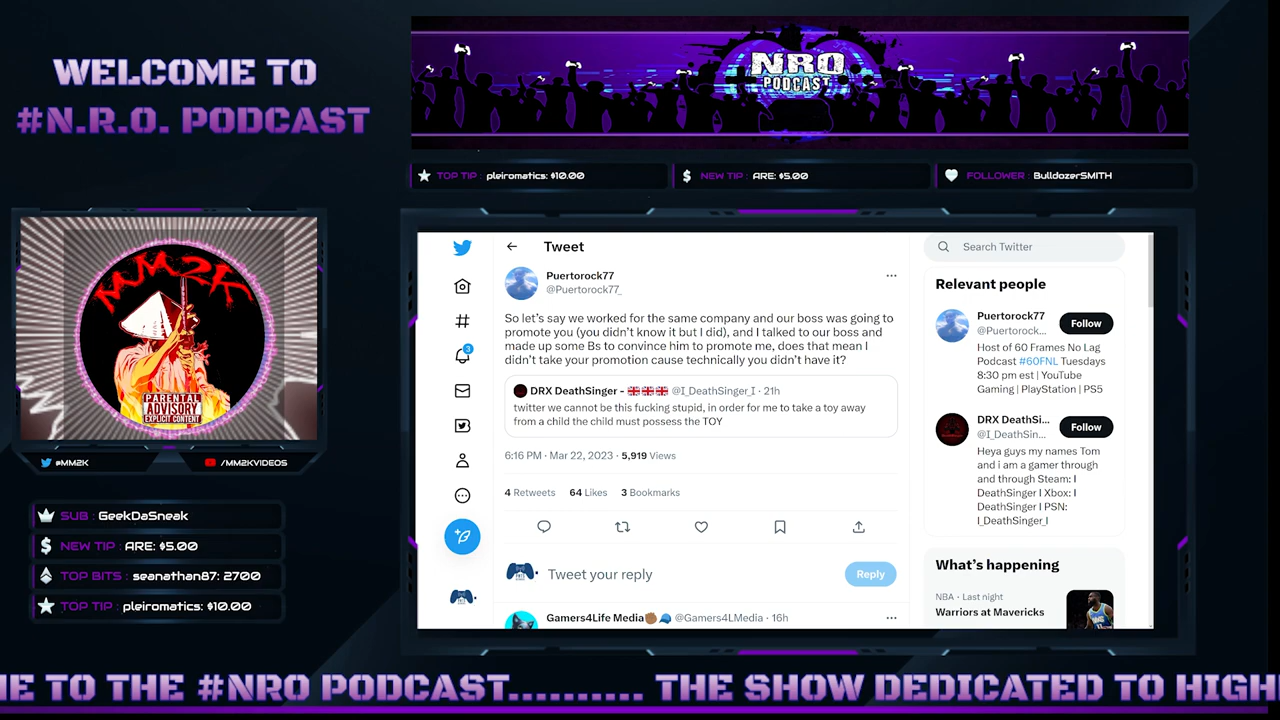 WELCOME TO
#N.R.O. PODCAST
NRO
PODCAST
TOP TIP : pleiromatics: $10.00
NEW TIP : ARE: $5.00
FOLLOWER : BulldozerSMITH
MM2K
PARENTAL
ADVISORY
EXPLICIT CONTENT
@MM2K
/MM2KVIDEOS
SUB : GeekDaSneak
NEW TIP : ARE: $5.00
TOP BITS : seanathan87: 2700
TOP TIP : pleiromatics: $10.00
3
Tweet
Puertorock77
@Puertorock77_
So let's say we worked for the same company and our boss was going to
promote you (you didn't know it but I did), and I talked to our boss and
made up some Bs to convince him to promote me, does that mean I
didn't take your promotion cause technically you didn't have it?
DRX DeathSinger - 🇬🇧🇬🇧🇬🇧 @I_DeathSinger_I · 21h
twitter we cannot be this fucking stupid, in order for me to take a toy away
from a child the child must possess the TOY
6:16 PM · Mar 22, 2023 · 5,919 Views
4 Retweets 64 Likes 3 Bookmarks
Tweet your reply
Reply
Gamers4Life Media✊🏾🧢 @Gamers4LMedia · 16h
Search Twitter
Relevant people
Puertorock77
@Puertorock...
Follow
Host of 60 Frames No Lag
Podcast #60FNL Tuesdays
8:30 pm est | YouTube
Gaming | PlayStation | PS5
DRX DeathSi...
@I_DeathSin...
Follow
Heya guys my names Tom
and i am a gamer through
and through Steam: I
DeathSinger I Xbox: I
DeathSinger I PSN:
I_DeathSinger_I
What's happening
NBA · Last night
Warriors at Mavericks
ME TO THE #NRO PODCAST.......... THE SHOW DEDICATED TO HIGH